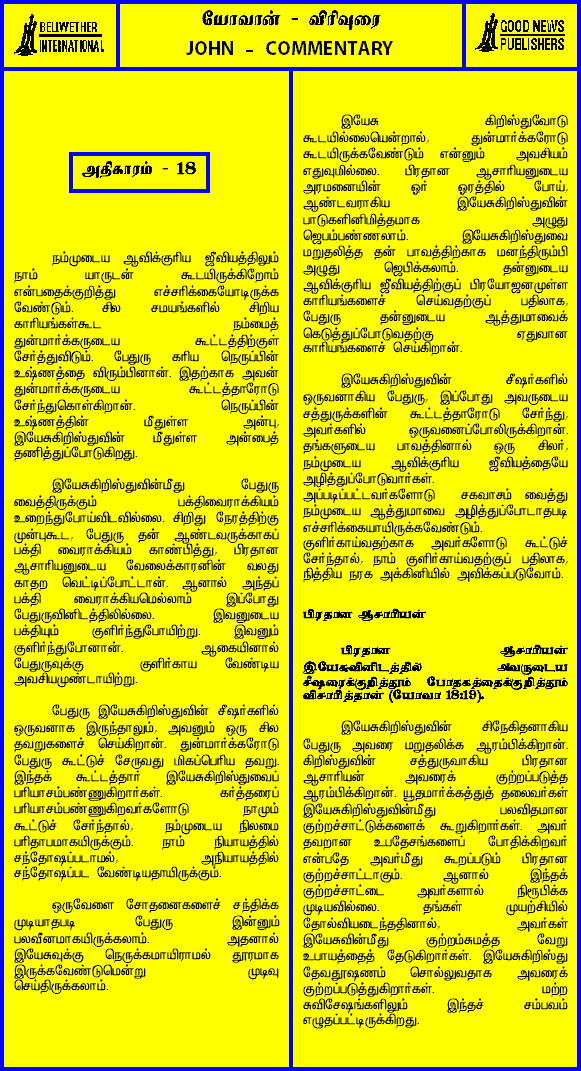 BELLWETHER
INTERNATIONAL
யோவான் - விரிவுரை
JOHN - COMMENTARY
GOOD NEWS
PUBLISHERS
அதிகாரம் - 18
நம்முடைய ஆவிக்குரிய ஜீவியத்திலும்
நாம் யாருடன் கூடயிருக்கிறோம்
என்பதைக்குறித்து எச்சரிக்கையோடிருக்க
வேண்டும். சில சமயங்களில் சிறிய
காரியங்கள்கூட நம்மைத்
துன்மார்க்கருடைய கூட்டத்திற்குள்
சேர்த்துவிடும். பேதுரு கரிய நெருப்பின்
உஷ்ணத்தை விரும்பினான். இதற்காக அவன்
துன்மார்க்கருடைய கூட்டத்தாரோடு
சேர்ந்துகொள்கிறான். நெருப்பின்
உஷ்ணத்தின் மீதுள்ள அன்பு,
இயேசுகிறிஸ்துவின் மீதுள்ள அன்பைத்
தணித்துப்போடுகிறது.
இயேசுகிறிஸ்துவின்மீது பேதுரு
வைத்திருக்கும் பக்திவைராக்கியம்
உறைந்துபோய்விடவில்லை. சிறிது நேரத்திற்கு
முன்புகூட, பேதுரு தன் ஆண்டவருக்காகப்
பக்தி வைராக்கியம் காண்பித்து, பிரதான
ஆசாரியனுடைய வேலைக்காரனின் வலது
காதற வெட்டிப்போட்டான். ஆனால் அந்தப்
பக்தி வைராக்கியமெல்லாம் இப்போது
பேதுருவினிடத்திலில்லை. இவனுடைய
பக்தியும் குளிர்ந்துபோயிற்று. இவனும்
குளிர்ந்துபோனான். ஆகையினால்
பேதுருவுக்கு குளிர்காய வேண்டிய
அவசியமுண்டாயிற்று.
பேதுரு இயேசுகிறிஸ்துவின் சீஷர்களில்
ஒருவனாக இருந்தாலும், அவனும் ஒரு சில
தவறுகளைச் செய்கிறான். துன்மார்க்கரோடு
பேதுரு கூட்டுச் சேருவது மிகப்பெரிய தவறு.
இந்தக் கூட்டத்தார் இயேசுகிறிஸ்துவைப்
பரியாசம்பண்ணுகிறார்கள். கர்த்தரைப்
பரியாசம்பண்ணுகிறவர்களோடு நாமும்
கூட்டுச் சேர்ந்தால், நம்முடைய நிலமை
பரிதாபமாகயிருக்கும். நாம் நியாயத்தில்
சந்தோஷப்படாமல், அநியாயத்தில்
சந்தோஷப்பட வேண்டியதாயிருக்கும்.
ஒருவேளை சோதனைகளைச் சந்திக்க
முடியாதபடி பேதுரு இன்னும்
பலவீனமாகயிருக்கலாம். அதனால்
இயேசுவுக்கு நெருக்கமாயிராமல் தூரமாக
இருக்கவேண்டுமென்று முடிவு
செய்திருக்கலாம்.
இயேசு கிறிஸ்துவோடு
கூடயில்லையென்றால், துன்மார்க்கரோடு
கூடயிருக்கவேண்டும் என்னும் அவசியம்
எதுவுமில்லை. பிரதான ஆசாரியனுடைய
அரமனையின் ஓர் ஓரத்தில் போய்,
ஆண்டவராகிய இயேசுகிறிஸ்துவின்
பாடுகளினிமித்தமாக அழுது
ஜெபம்பண்ணலாம். இயேசுகிறிஸ்துவை
மறுதலித்த தன் பாவத்திற்காக மனந்திரும்பி
அழுது ஜெபிக்கலாம். தன்னுடைய
ஆவிக்குரிய ஜீவியத்திற்குப் பிரயோஜனமுள்ள
காரியங்களைச் செய்வதற்குப் பதிலாக,
பேதுரு தன்னுடைய ஆத்துமாவைக்
கெடுத்துப்போடுவதற்கு ஏதுவான
காரியங்களைச் செய்கிறான்.
இயேசுகிறிஸ்துவின் சீஷர்களில்
ஒருவனாகிய பேதுரு, இப்போது அவருடைய
சத்துருக்களின் கூட்டத்தாரோடு சேர்ந்து,
அவர்களில் ஒருவனைப்போலிருக்கிறான்.
தங்களுடைய பாவத்தினால் ஒரு சிலர்,
நம்முடைய ஆவிக்குரிய ஜீவியத்தையே
அழித்துப்போடுவார்கள்.
அப்படிப்பட்டவர்களோடு சகவாசம் வைத்து
நம்முடைய ஆத்துமாவை அழித்துப்போடாதபடி
எச்சரிக்கையாயிருக்கவேண்டும்.
குளிர்காய்வதற்காக அவர்களோடு கூட்டுச்
சேர்ந்தால், நாம் குளிர்காய்வதற்குப் பதிலாக,
நித்திய நரக அக்கினியில் அவிக்கப்படுவோம்.
பிரதான ஆசாரியன்
பிரதான ஆசாரியன்
இயேசுவினிடத்தில் அவருடைய
சீஷரைக்குறித்தும் போதகத்தைக்குறித்தும்
விசாரித்தான் (யோவா 18:19).
இயேசுகிறிஸ்துவின் சிநேகிதனாகிய
பேதுரு அவரை மறுதலிக்க ஆரம்பிக்கிறான்.
கிறிஸ்துவின் சத்துருவாகிய பிரதான
ஆசாரியன் அவரைக் குற்றப்படுத்த
ஆரம்பிக்கிறான். யூதமார்க்கத்துத் தலைவர்கள்
இயேசுகிறிஸ்துவின்மீது பலவிதமான
குற்றச்சாட்டுக்களைக் கூறுகிறார்கள். அவர்
தவறான உபதேசங்களைப் போதிக்கிறவர்
என்பதே அவர்மீது கூறப்படும் பிரதான
குற்றச்சாட்டாகும். ஆனால் இந்தக்
குற்றச்சாட்டை அவர்களால் நிரூபிக்க
முடியவில்லை. தங்கள் முயற்சியில்
தோல்வியடைந்ததினால், அவர்கள்
இயேசுவின்மீது குற்றம்சுமத்த வேறு
உபாயத்தைத் தேடுகிறார்கள். இயேசுகிறிஸ்து
தேவதூஷணம் சொல்லுவதாக அவரைக்
குற்றப்படுத்துகிறார்கள். மற்ற
சுவிசேஷங்களிலும் இந்தச் சம்பவம்
எழுதப்பட்டிருக்கிறது.